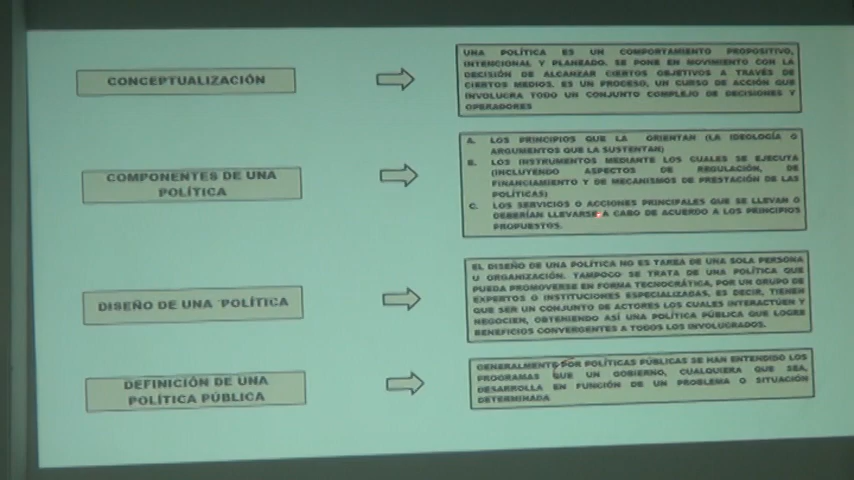 CONCEPTUALIZACIÓN
UNA POLÍTICA ES UN COMPORTAMIENTO PROPOSITIVO,
INTENCIONAL Y PLANEADO. SE PONE EN MOVIMIENTO CON LA
DECISIÓN DE ALCANZAR CIERTOS OBJETIVOS A TRAVÉS DE
CIERTOS MEDIOS. ES UN PROCESO, UN CURSO DE ACCIÓN QUE
INVOLUCRA TODO UN CONJUNTO COMPLEJO DE DECISIONES Y
OPERADORES
COMPONENTES DE UNA
POLÍTICA
A. LOS PRINCIPIOS QUE LA ORIENTAN (LA IDEOLOGÍA O
ARGUMENTOS QUE LA SUSTENTAN)
B. LOS INSTRUMENTOS MEDIANTE LOS CUALES SE EJECUTA
(INCLUYENDO ASPECTOS DE REGULACIÓN, DE
FINANCIAMIENTO Y DE MECANISMOS DE PRESTACIÓN DE LAS
POLÍTICAS)
C. LOS SERVICIOS O ACCIONES PRINCIPALES QUE SE LLEVAN O
DEBERÍAN LLEVARSE A CABO DE ACUERDO A LOS PRINCIPIOS
PROPUESTOS.
DISEÑO DE UNA POLÍTICA
EL DISEÑO DE UNA POLÍTICA NO ES TAREA DE UNA SOLA PERSONA
U ORGANIZACIÓN. TAMPOCO SE TRATA DE UNA POLÍTICA QUE
PUEDA PROMOVERSE EN FORMA TECNOCRÁTICA, POR UN GRUPO DE
EXPERTOS O INSTITUCIONES ESPECIALIZADAS, ES DECIR, TIENEN
QUE SER UN CONJUNTO DE ACTORES LOS CUALES INTERACTÚEN Y
NEGOCIEN, OBTENIENDO ASÍ UNA POLÍTICA PÚBLICA QUE LOGRE
BENEFICIOS CONVERGENTES A TODOS LOS INVOLUCRADOS.
DEFINICIÓN DE UNA
POLÍTICA PÚBLICA
GENERALMENTE POR POLÍTICAS PÚBLICAS SE HAN ENTENDIDO LOS
PROGRAMAS QUE UN GOBIERNO, CUALQUIERA QUE SEA,
DESARROLLA EN FUNCIÓN DE UN PROBLEMA O SITUACIÓN
DETERMINADA